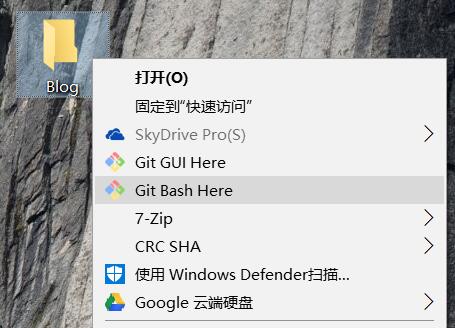 Blog
打开(O)
固定到“快速访问”
SkyDrive Pro(S)
Git GUI Here
Git Bash Here
7-Zip
CRC SHA
使用 Windows Defender扫描...
Google 云端硬盘